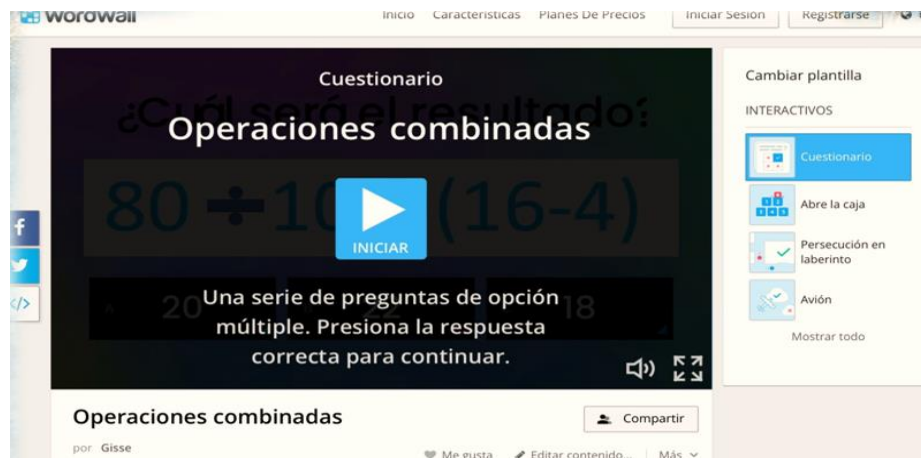 Wordwall
Inicio Características Planes De Precios Iniciar Sesión Registrarse
Cuestionario
¿Cuál será el resultado?
Operaciones combinadas
80 ÷ 10 (16-4)
INICIAR
20 22 18
Una serie de preguntas de opción
múltiple. Presiona la respuesta
correcta para continuar.
f
</>
Cambiar plantilla
INTERACTIVOS
Cuestionario
Abre la caja
Persecución en
laberinto
Avión
Mostrar todo
Operaciones combinadas
Compartir
por Gisse
Me gusta Editar contenido... Más